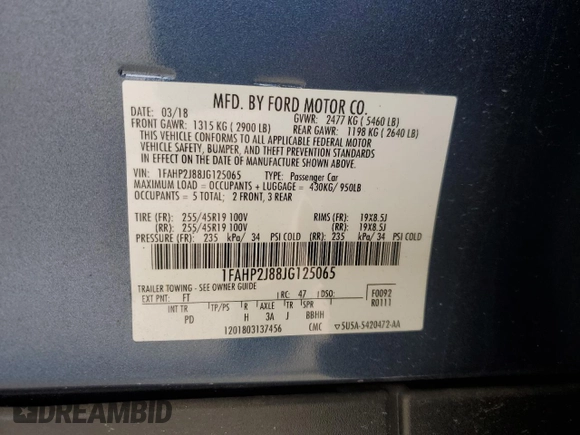 MFD. BY FORD MOTOR CO.
DATE: 03/18 GVWR: 2477 KG ( 5460 LB)
FRONT GAWR: 1315 KG ( 2900 LB) REAR GAWR: 1198 KG ( 2640 LB)
THIS VEHICLE CONFORMS TO ALL APPLICABLE FEDERAL MOTOR
VEHICLE SAFETY, BUMPER, AND THEFT PREVENTION STANDARDS IN EFFECT ON
THE DATE OF MANUFACTURE SHOWN ABOVE.
VIN: 1FAHP2J88JG125065 TYPE: Passenger Car
MAXIMUM LOAD = OCCUPANTS + LUGGAGE = 430KG/ 950LB
OCCUPANTS = 5 TOTAL; 2 FRONT, 3 REAR
TIRE (FR): 255/45R19 100V RIMS (FR): 19X8.5J
(RR): 255/45R19 100V (RR): 19X8.5J
PRESSURE (FR): 235 kPa/ 34 PSI COLD (RR): 235 kPa/ 34 PSI COLD
1FAHP2J88JG125065
TRAILER TOWING - SEE OWNER GUIDE
EXT PNT: FT RC: 47 DSO: F0092
INT TR TP/PS R AXLE TR SPR R0111
PD H 3A J BBHH
1201803137456 CMC 5U5A-5420472-AA
DREAMBID